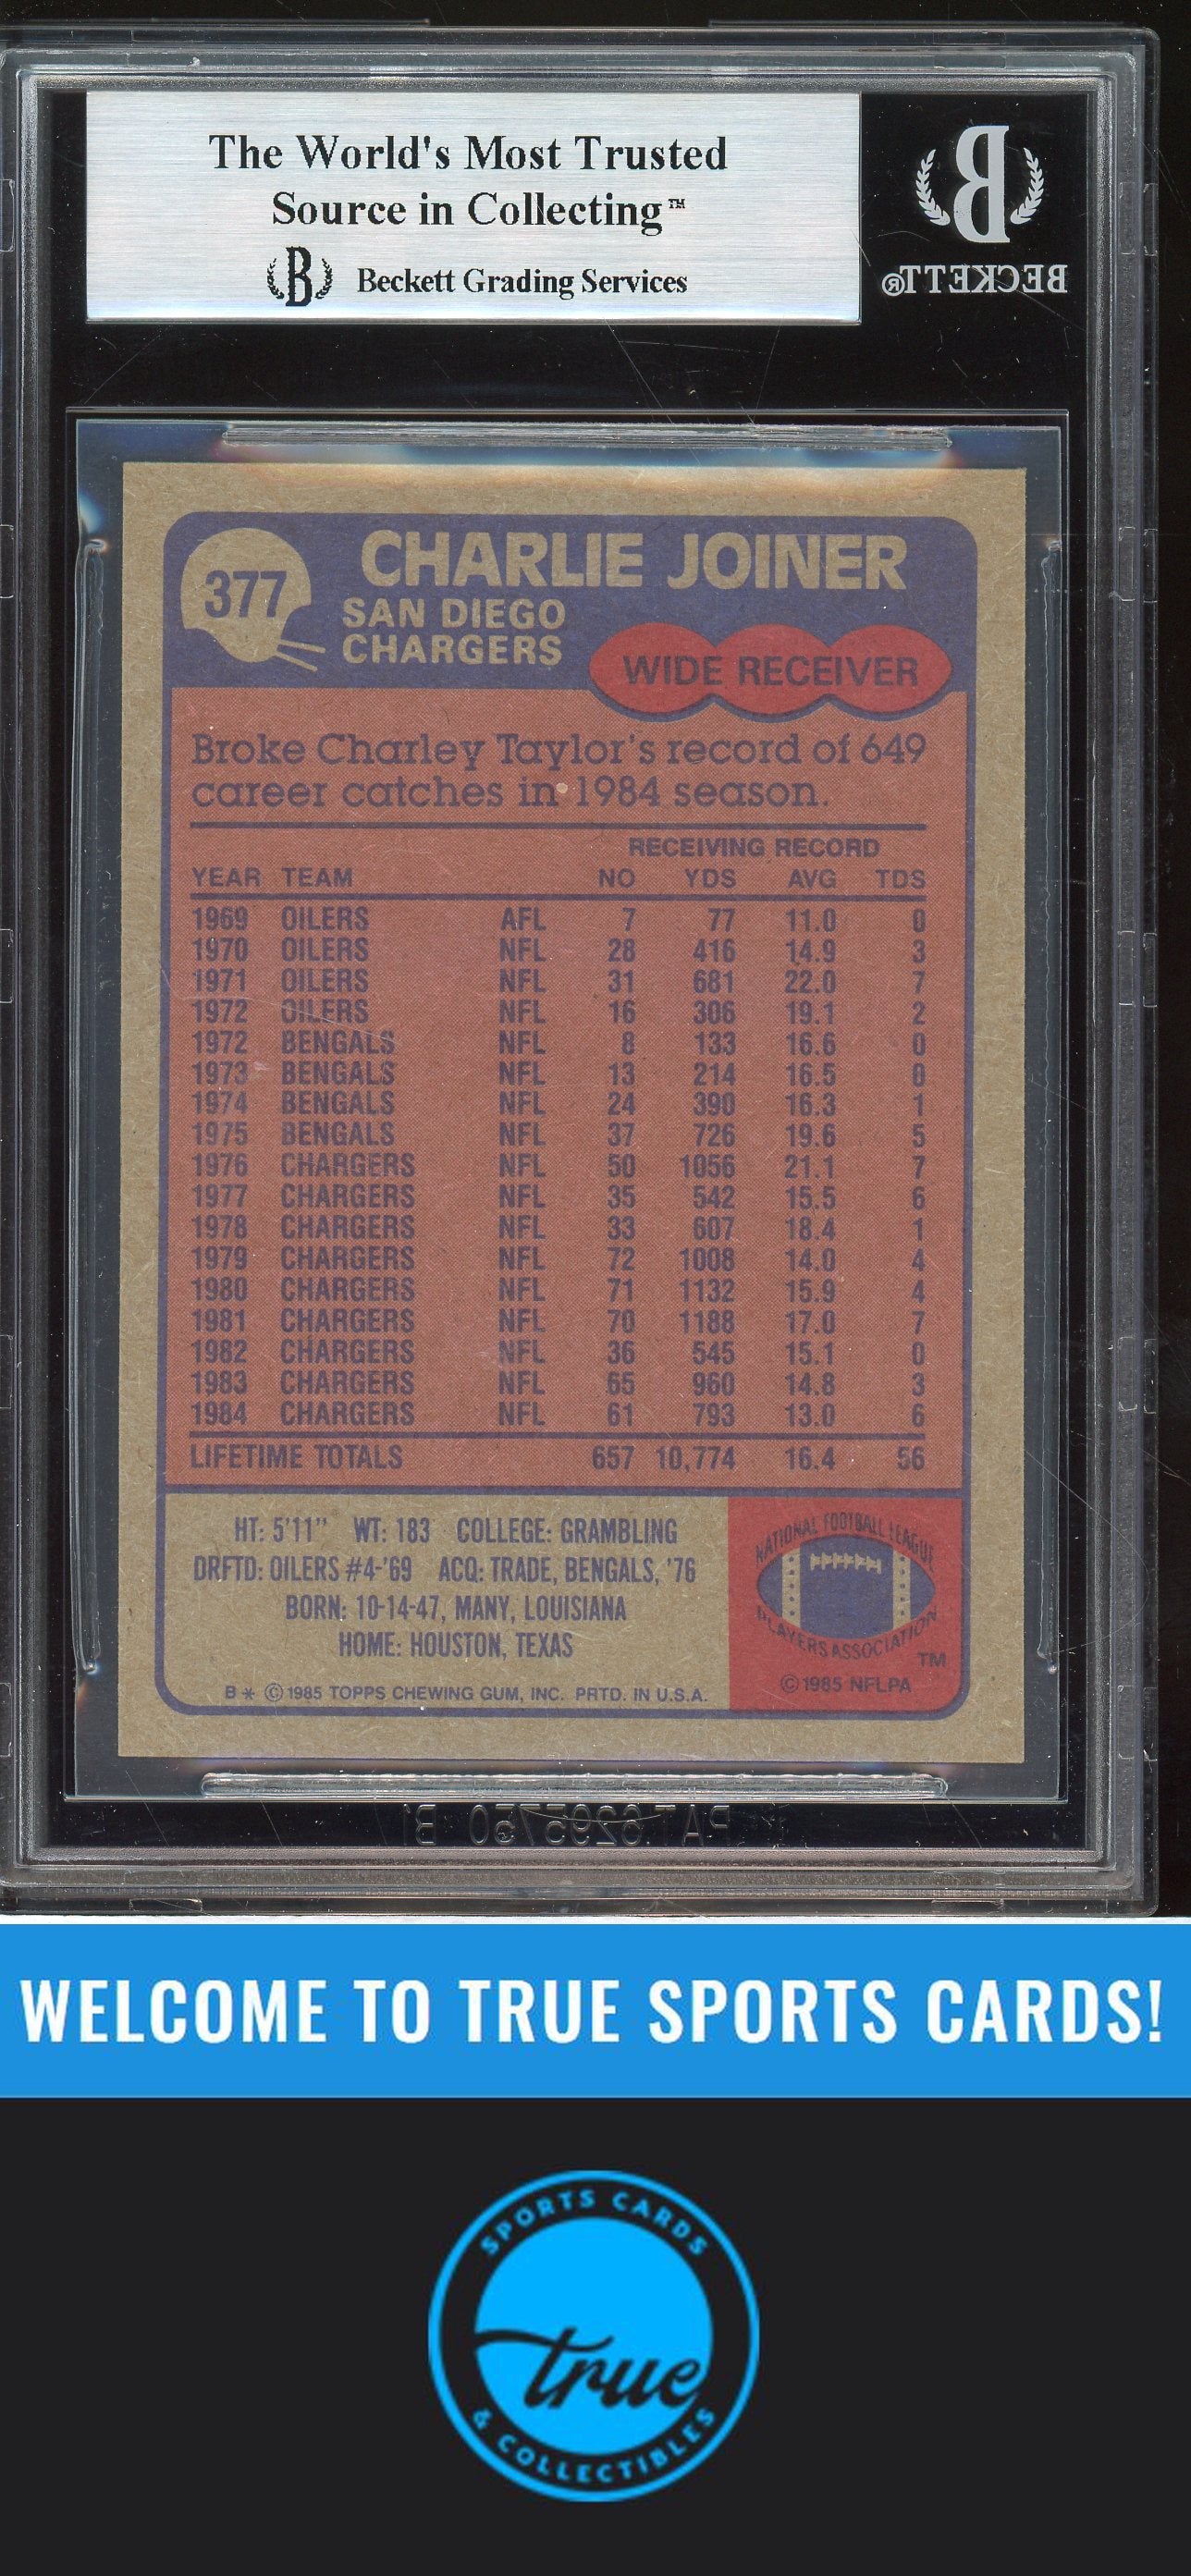 The World's Most Trusted
Source in Collecting™
B Beckett Grading Services
B
BECKETT®
377
CHARLIE JOINER
SAN DIEGO
CHARGERS
WIDE RECEIVER
Broke Charley Taylor's record of 649
career catches in 1984 season.
RECEIVING RECORD
YEAR TEAM NO YDS AVG TDS
1969 OILERS AFL 7 77 11.0 0
1970 OILERS NFL 28 416 14.9 3
1971 OILERS NFL 31 681 22.0 7
1972 OILERS NFL 16 306 19.1 2
1972 BENGALS NFL 8 133 16.6 0
1973 BENGALS NFL 13 214 16.5 0
1974 BENGALS NFL 24 390 16.3 1
1975 BENGALS NFL 37 726 19.6 5
1976 CHARGERS NFL 50 1056 21.1 7
1977 CHARGERS NFL 35 542 15.5 6
1978 CHARGERS NFL 33 607 18.4 1
1979 CHARGERS NFL 72 1008 14.0 4
1980 CHARGERS NFL 71 1132 15.9 4
1981 CHARGERS NFL 70 1188 17.0 7
1982 CHARGERS NFL 36 545 15.1 0
1983 CHARGERS NFL 65 960 14.8 3
1984 CHARGERS NFL 61 793 13.0 6
LIFETIME TOTALS 657 10,774 16.4 56
HT: 5'11" WT: 183 COLLEGE: GRAMBLING
DRFTD: OILERS #4-'69 ACQ: TRADE, BENGALS, '76
BORN: 10-14-47, MANY, LOUISIANA
HOME: HOUSTON, TEXAS
B * © 1985 TOPPS CHEWING GUM, INC. PRTD. IN U.S.A.
NATIONAL FOOTBALL LEAGUE
PLAYERS ASSOCIATION
TM
© 1985 NFLPA
WELCOME TO TRUE SPORTS CARDS!
SPORTS CARDS
true
& COLLECTIBLES